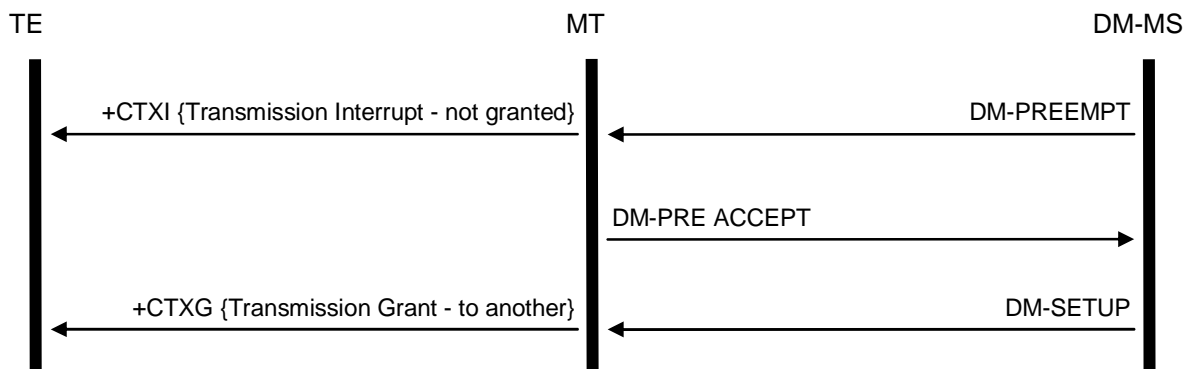 TE
MT
DM-MS
+CTXI {Transmission Interrupt - not granted}
DM-PREEMPT
DM-PRE ACCEPT
+CTXG {Transmission Grant - to another}
DM-SETUP